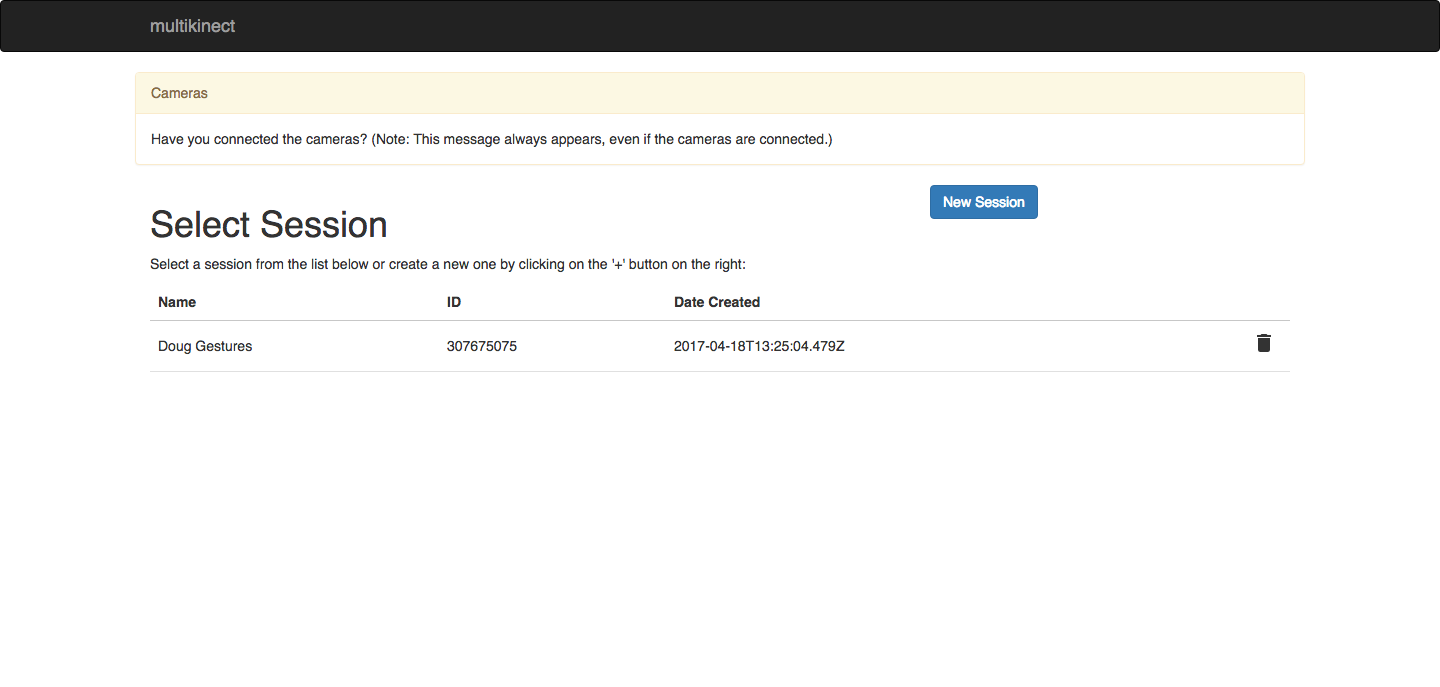 multikinect
Cameras
Have you connected the cameras? (Note: This message always appears, even if the cameras are connected.)
New Session
Select Session
Select a session from the list below or create a new one by clicking on the '+' button on the right:
Name ID Date Created
Doug Gestures 307675075 2017-04-18T13:25:04.479Z